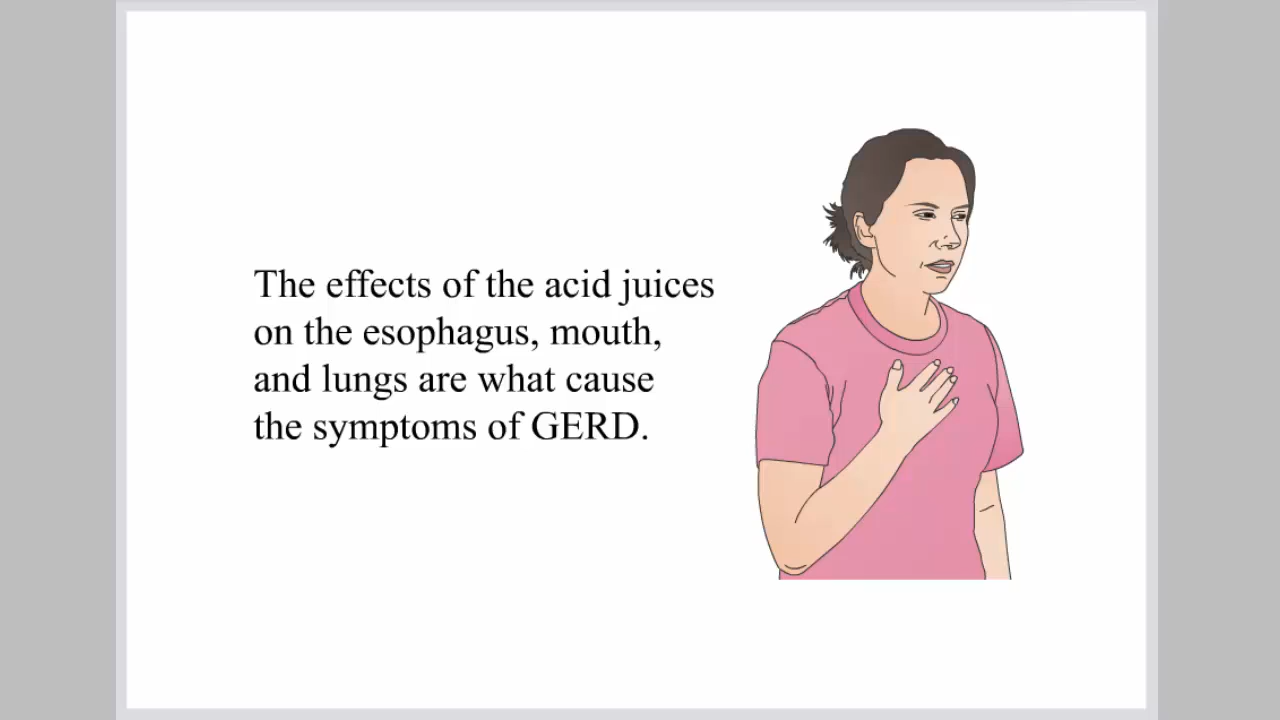 The effects of the acid juices
on the esophagus, mouth,
and lungs are what cause
the symptoms of GERD.